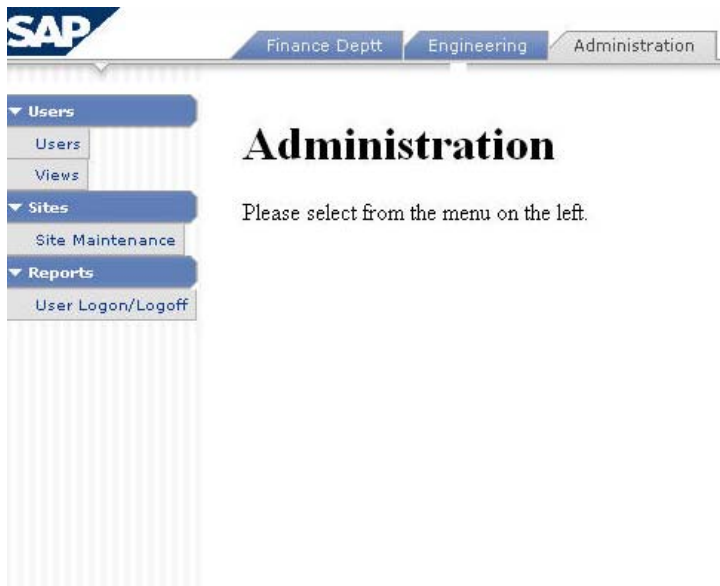 SAP
Finance Deptt Engineering Administration
Users
Users
Views
Sites
Site Maintenance
Reports
User Logon/Logoff
Administration
Please select from the menu on the left.